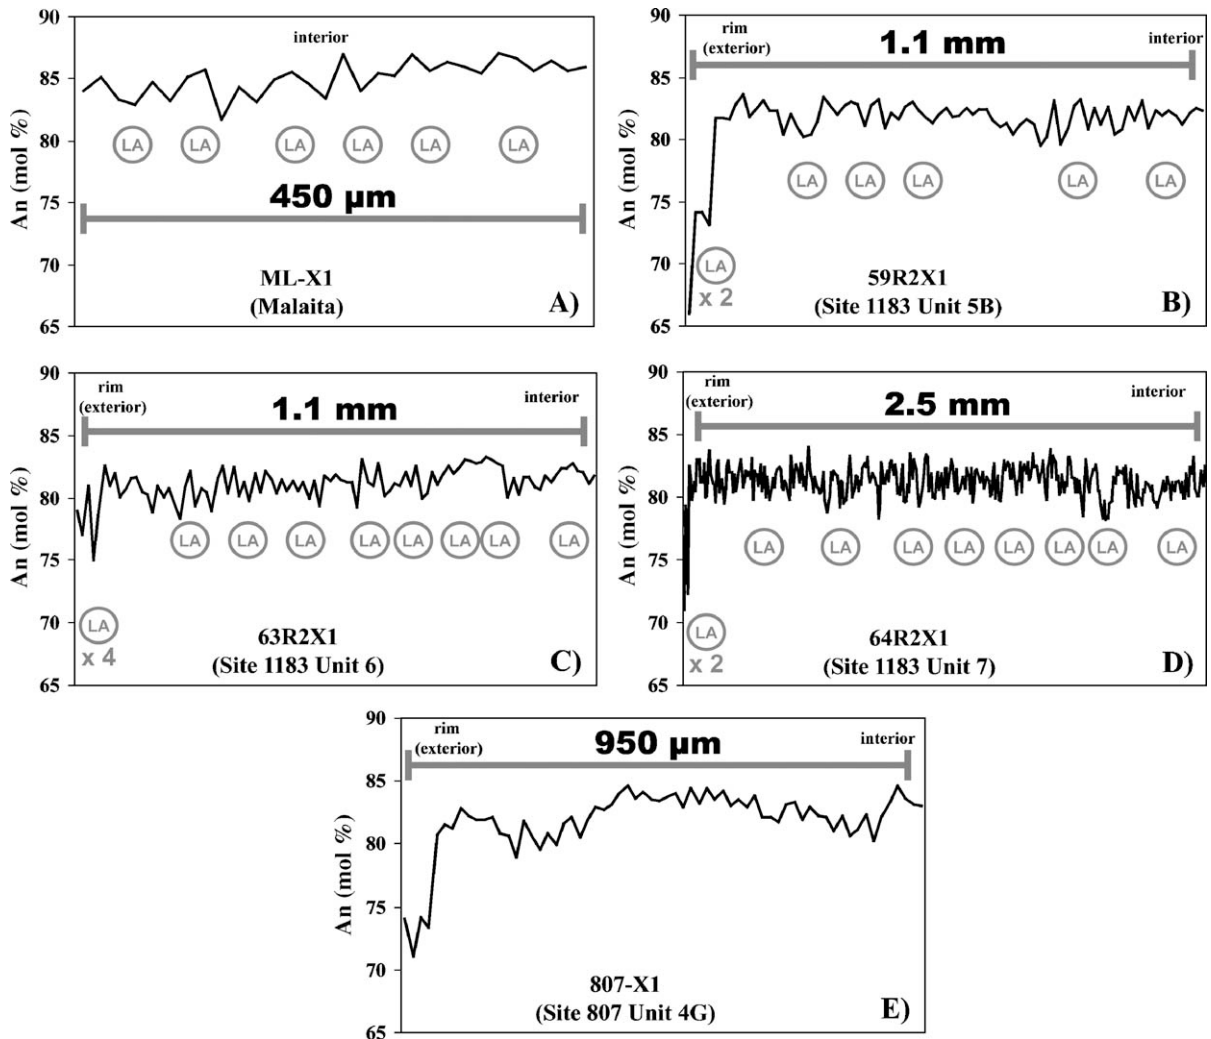 90
85
80
75
70
65
An (mol %)
interior
LA LA LA LA LA LA
450 µm
ML-X1
(Malaita)
A)
90
85
80
75
70
65
An (mol %)
rim
(exterior)
1.1 mm
interior
LA LA LA LA LA
LA
x 2
59R2X1
(Site 1183 Unit 5B)
B)
90
85
80
75
70
65
An (mol %)
rim
(exterior)
1.1 mm
interior
LA LA LA LA LA LA LA LA
LA
x 4
63R2X1
(Site 1183 Unit 6)
C)
90
85
80
75
70
65
An (mol %)
rim
(exterior)
2.5 mm
interior
LA LA LA LA LA LA LA LA
LA
x 2
64R2X1
(Site 1183 Unit 7)
D)
90
85
80
75
70
65
An (mol %)
rim
(exterior)
950 µm
interior
807-X1
(Site 807 Unit 4G)
E)